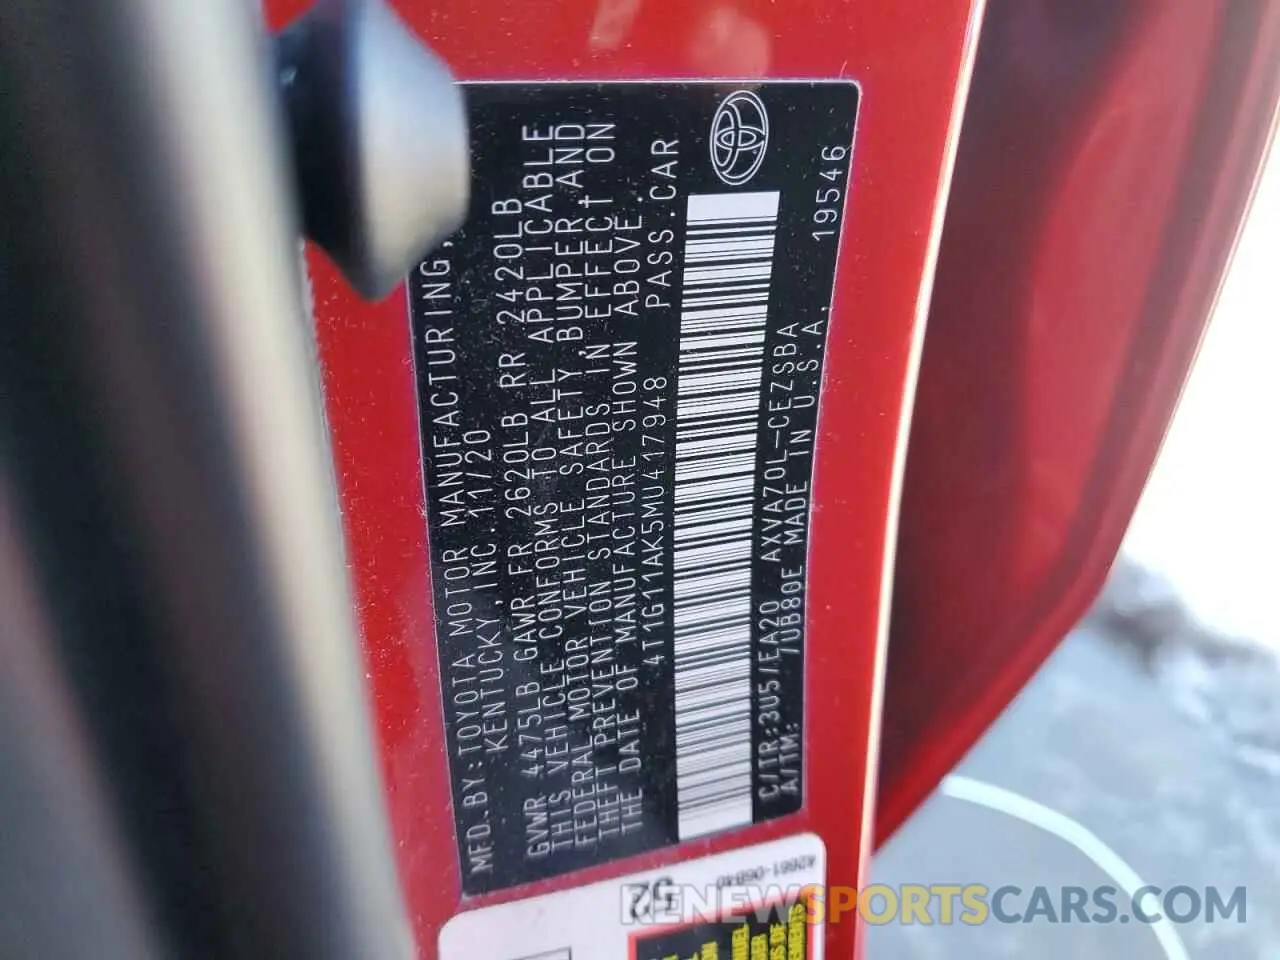 MFD.BY:TOYOTA MOTOR MANUFACTURING,
KENTUCKY,INC. 11/20
GVWR 4475LB GAWR FR 2620LB RR 2420LB
THIS VEHICLE CONFORMS TO ALL APPLICABLE
FEDERAL MOTOR VEHICLE SAFETY,BUMPER,AND
THEFT PREVENTION STANDARDS IN EFFECT ON
THE DATE OF MANUFACTURE SHOWN ABOVE.
4T1G11AK5MU417948 PASS.CAR
C/TR:3U5/EA20 AXVA70L-CEZSBA
A/TM: /UB80E MADE IN U.S.A. 19546
52
RENEWSPORTSCARS.COM